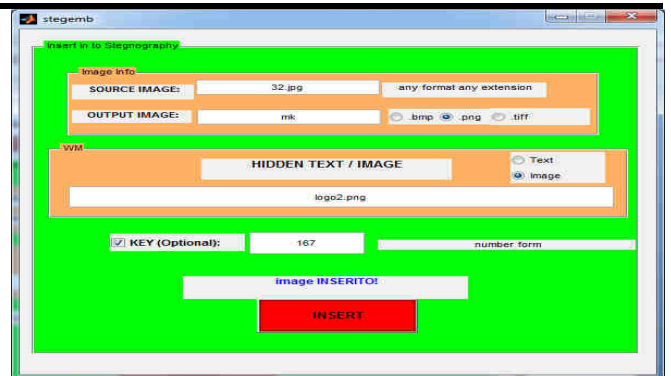 stegemb
Insert in to Stegnography
Image Info
SOURCE IMAGE: 32.jpg any format any extension
OUTPUT IMAGE: mk .bmp .png .tiff
WM
HIDDEN TEXT / IMAGE Text
Image
logo2.png
KEY (Optional): 167 number form
image INSERITO!
INSERT